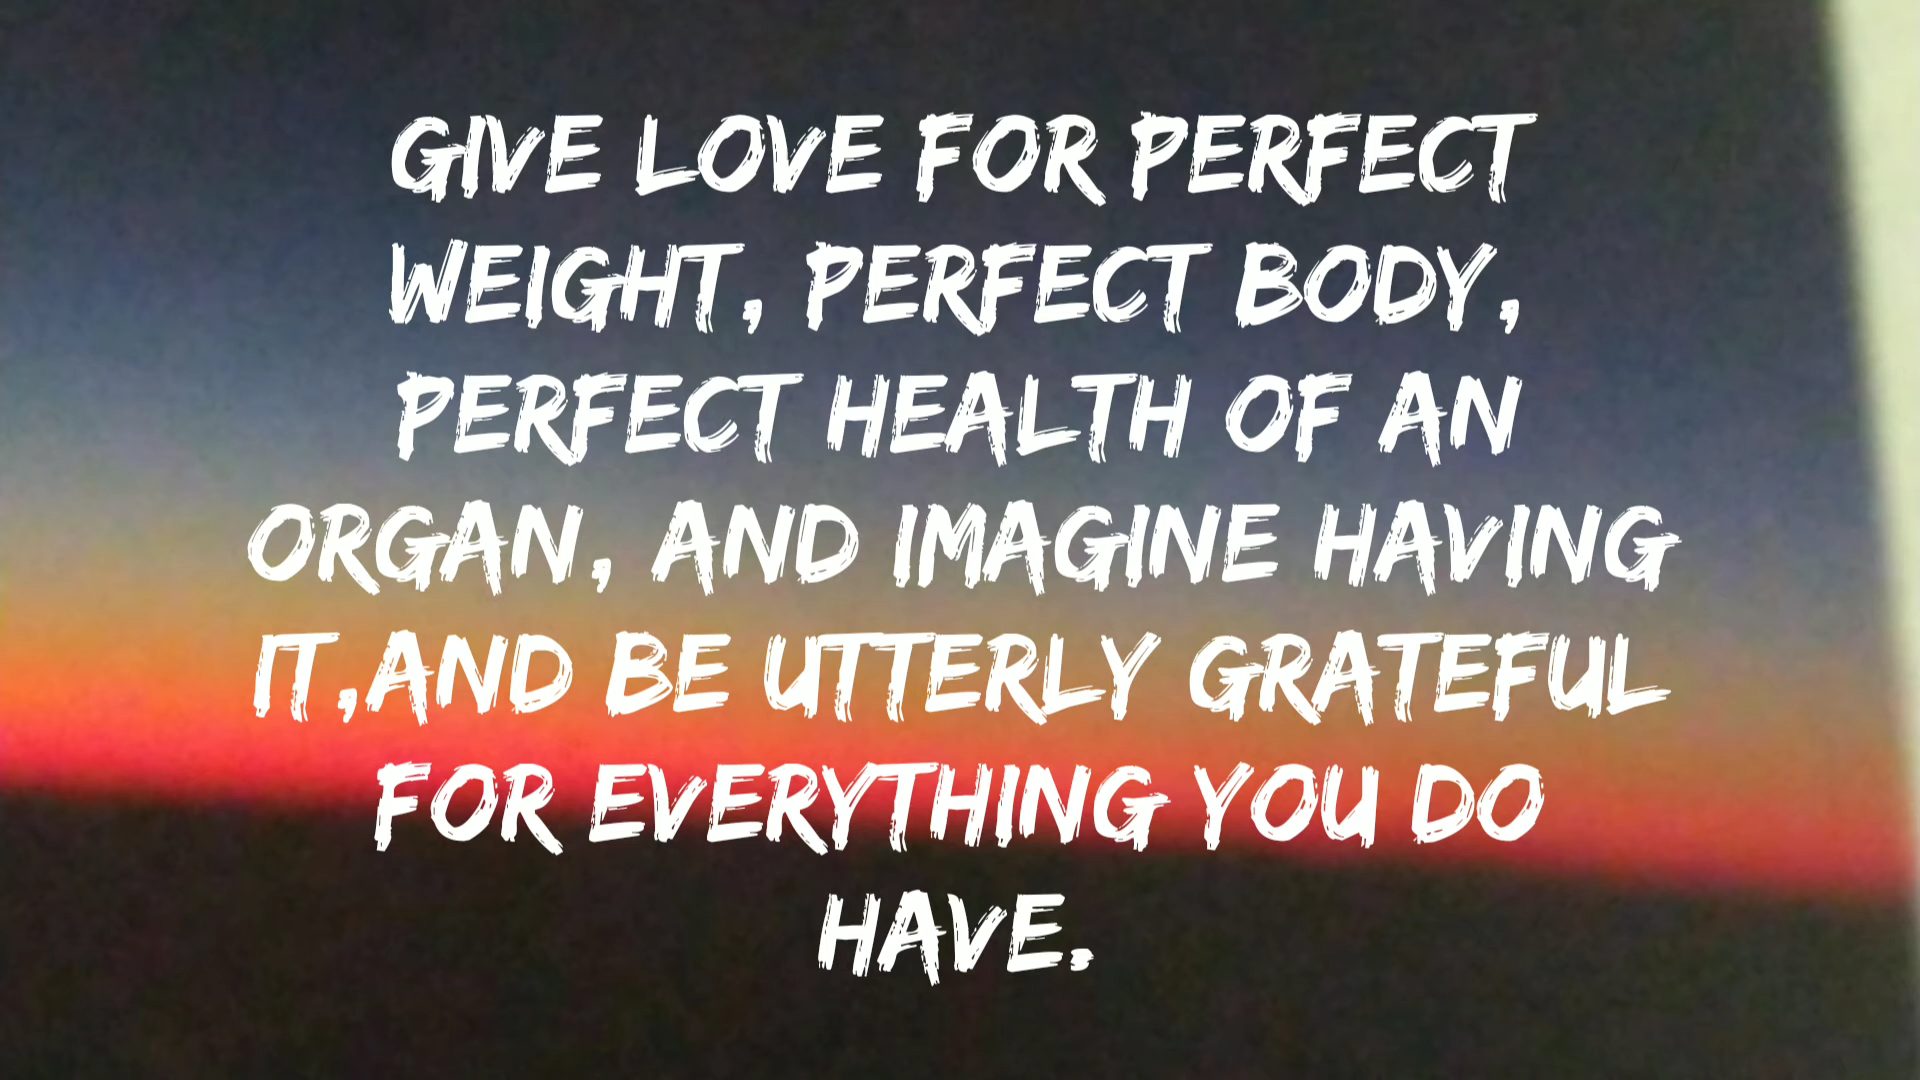 GIVE LOVE FOR PERFECT
WEIGHT, PERFECT BODY,
PERFECT HEALTH OF AN
ORGAN, AND IMAGINE HAVING
IT,AND BE UTTERLY GRATEFUL
FOR EVERYTHING YOU DO
HAVE.